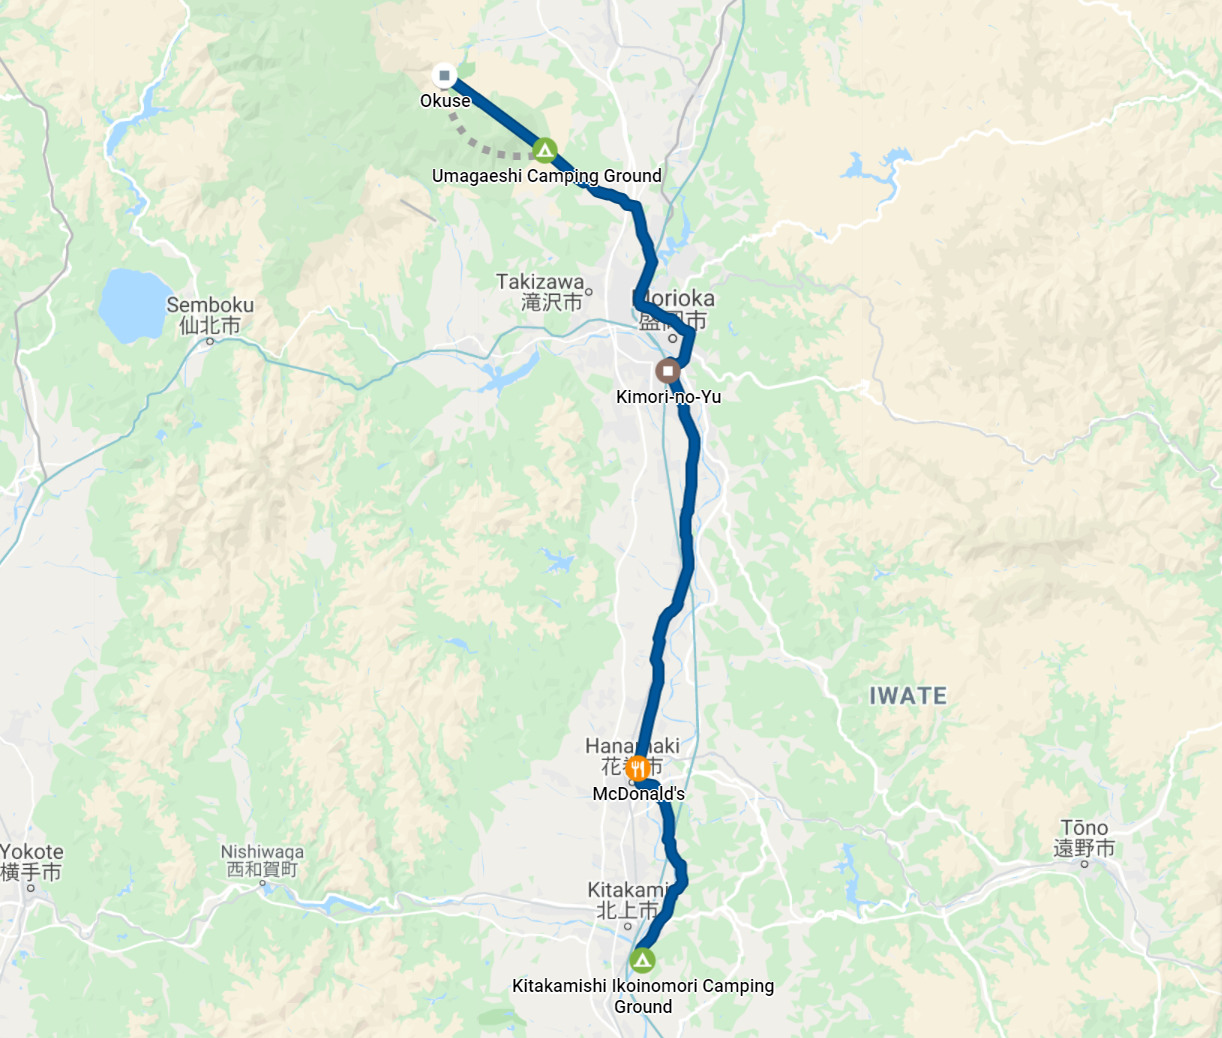 Okuse
Umagaeshi Camping Ground
Takizawa
滝沢市
Morioka
盛岡市
Semboku
仙北市
Kimori-no-Yu
IWATE
Hanamaki
花巻市
McDonald's
Tōno
遠野市
Yokote
横手市
Nishiwaga
西和賀町
Kitakami
北上市
Kitakamishi Ikoinomori Camping
Ground